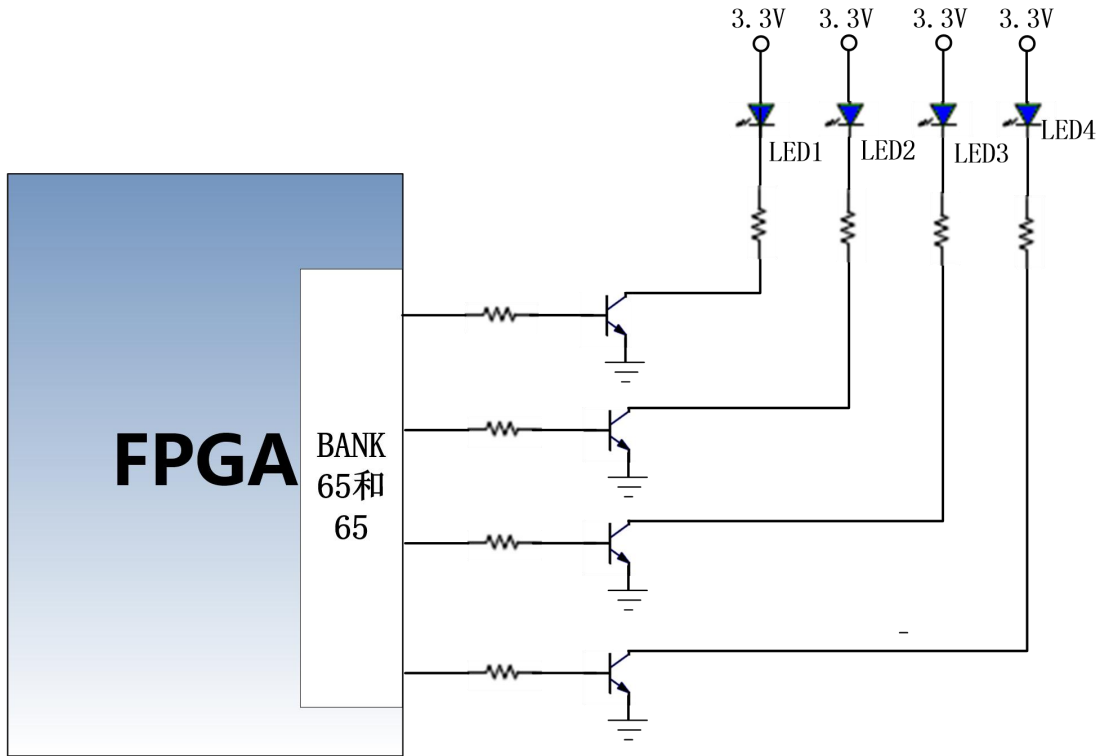 3.3V 3.3V 3.3V 3.3V
LED1 LED2 LED3 LED4
FPGA
BANK
65和
65